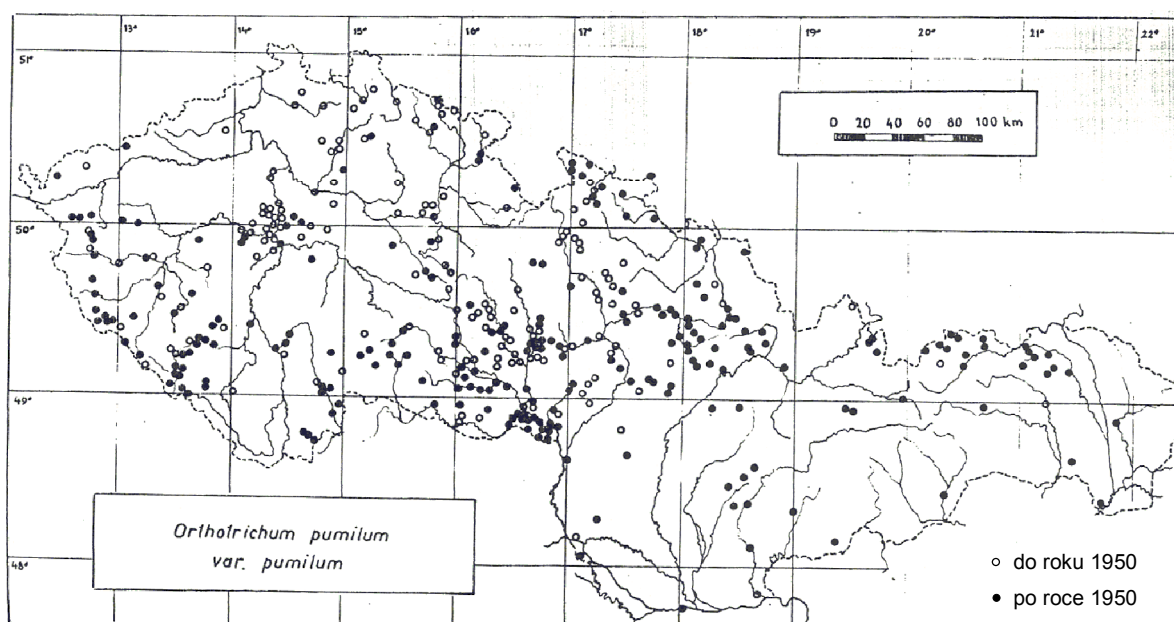 13° 14° 15° 16° 17° 18° 19° 20° 21° 22°
51°
0 20 40 60 80 100 km
50°
49°
Orthotrichum pumilum
var. pumilum
48°
○ do roku 1950
● po roce 1950